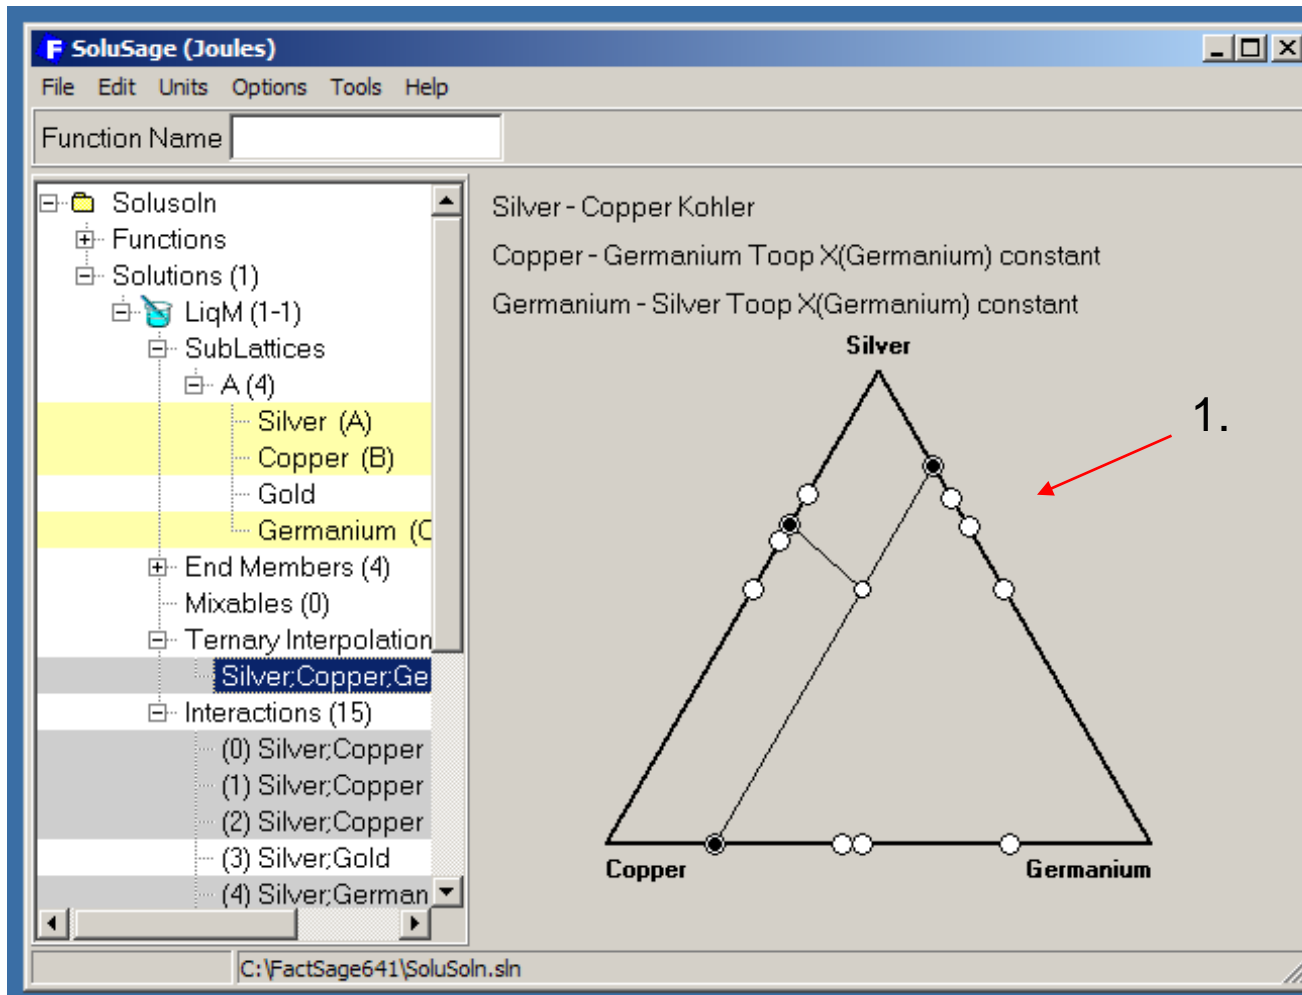 SoluSage (Joules)
File Edit Units Options Tools Help
Function Name
Solusoln
Functions
Solutions (1)
LiqM (1-1)
SubLattices
A (4)
Silver (A)
Copper (B)
Gold
Germanium (C
End Members (4)
Mixables (0)
Ternary Interpolation
Silver;Copper;Ge
Interactions (15)
(0) Silver;Copper
(1) Silver;Copper
(2) Silver;Copper
(3) Silver;Gold
(4) Silver;German
Silver - Copper Kohler
Copper - Germanium Toop X(Germanium) constant
Germanium - Silver Toop X(Germanium) constant
Silver
1.
Copper Germanium
C:\FactSage641\SoluSoln.sln